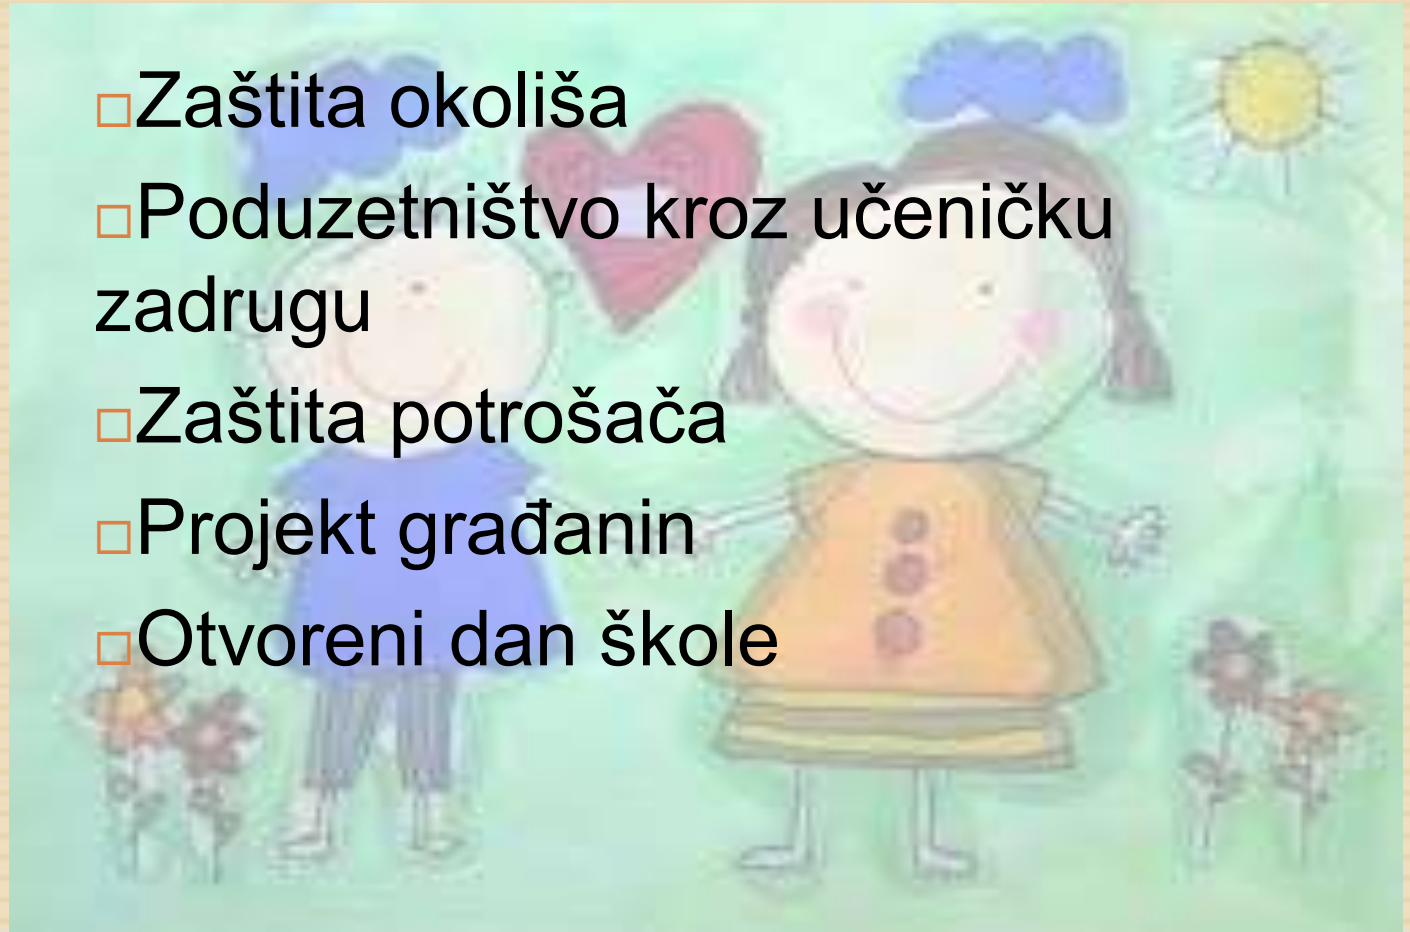 Zaštita okoliša
Poduzetništvo kroz učeničku
zadrugu
Zaštita potrošača
Projekt građanin
Otvoreni dan škole